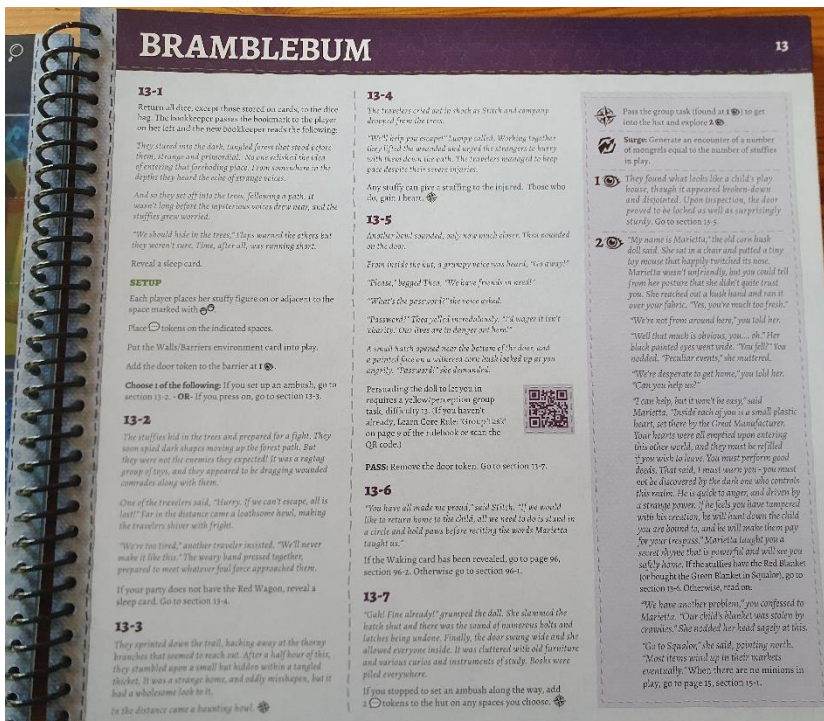 BRAMBLEBUM
13
13-1
Return all dice, except those stored on cards, to the dice
bag. The bookkeeper passes the bookmark to the player
on her left and the new bookkeeper reads the following:
They stared into the dark, tangled forest that stood before
them, strange and primordial. No one relished the idea
of entering that foreboding place. From somewhere in the
depths they heard the echo of strange voices.
And so they set off into the trees, following a path. It
wasn't long before the mysterious voices drew near, and the
stuffies grew worried.
"We should hide in the trees," Flops warned the others but
they weren't sure. Time, after all, was running short.
Reveal a sleep card.
SETUP
Each player places her stuffy figure on or adjacent to the
space marked with
Place tokens on the indicated spaces.
Put the Walls/Barriers environment card into play.
Add the door token to the barrier at 1.
Choose 1 of the following: If you set up an ambush, go to
section 13-2. - OR- If you press on, go to section 13-3.
13-2
The stuffies hid in the trees and prepared for a fight. They
soon spied dark shapes moving up the forest path. But
they were not the enemies they expected! It was a ragtag
group of toys, and they appeared to be dragging wounded
comrades along with them.
One of the travelers said, "Hurry. If we can't escape, all is
lost!" Far in the distance came a loathsome howl, making
the travelers shiver with fright.
"We're too tired," another traveler insisted. "We'll never
make it like this." The weary band pressed together,
prepared to meet whatever foul force approached them.
If your party does not have the Red Wagon, reveal a
sleep card. Go to section 13-4.
13-3
They sprinted down the trail, hacking away at the thorny
branches that seemed to reach out. After a half hour of this,
they stumbled upon a small hut hidden within a tangled
thicket. It was a strange home, and oddly misshapen, but it
had a wholesome look to it.
In the distance came a haunting howl.
13-4
The travelers cried out in shock as Stitch and company
dropped from the trees.
"We'll help you escape!" Lumpy called. Working together
they lifted the wounded and urged the strangers to hurry
with them down the path. The travelers managed to keep
pace despite their severe injuries.
Any stuffy can give a stuffing to the injured. Those who
do, gain 1 heart.
13-5
Another howl sounded, only now much closer. Theo pounded
on the door.
From inside the hut, a grumpy voice was heard, "Go away!"
"Please," begged Theo, "We have friends in need!"
"What's the password?" the voice asked.
"Password?" Theo yelled incredulously. "I'd wager it isn't
'charity.' Our lives are in danger out here!"
A small hatch opened near the bottom of the door, and
a painted face on a withered corn husk looked up at you
angrily. "Password!" she demanded.
Persuading the doll to let you in
requires a yellow/perception group
task, difficulty 13. (If you haven't
already, Learn Core Rule: 'Group Task'
on page 9 of the rulebook or scan the
QR code.)
PASS: Remove the door token. Go to section 13-7.
13-6
"You have all made me proud," said Stitch. "If we would
like to return home to the child, all we need to do is stand in
a circle and hold paws before reciting the words Marietta
taught us."
If the Waking card has been revealed, go to page 96,
section 96-2. Otherwise go to section 96-1.
13-7
"Gah! Fine already!" grumped the doll. She slammed the
hatch shut and there was the sound of numerous bolts and
latches being undone. Finally, the door swung wide and she
allowed everyone inside. It was cluttered with old furniture
and various curios and instruments of study. Books were
piled everywhere.
If you stopped to set an ambush along the way, add
2 tokens to the hut on any spaces you choose.
Pass the group task (found at 1) to get
into the hut and explore 2.
Surge: Generate an encounter of a number
of mongrels equal to the number of stuffies
in play.
1 They found what looks like a child's play
house, though it appeared broken-down
and disjointed. Upon inspection, the door
proved to be locked as well as surprisingly
sturdy. Go to section 13-5.
2 "My name is Marietta," the old corn husk
doll said. She sat in a chair and patted a tiny
toy mouse that happily twitched its nose.
Marietta wasn't unfriendly, but you could tell
from her posture that she didn't quite trust
you. She reached out a husk hand and ran it
over your fabric. "Yes, you're much too fresh."
"We're not from around here," you told her.
"Well that much is obvious, you.... oh." Her
black painted eyes went wide. "You fell?" You
nodded. "Peculiar events," she muttered.
"We're desperate to get home," you told her.
"Can you help us?"
"I can help, but it won't be easy," said
Marietta. "Inside each of you is a small plastic
heart, set there by the Great Manufacturer.
Your hearts were all emptied upon entering
this other world, and they must be refilled
if you wish to leave. You must perform good
deeds. That said, I must warn you - you must
not be discovered by the dark one who controls
this realm. He is quick to anger, and driven by
a strange power. If he feels you have tampered
with his creation, he will hunt down the child
you are bound to, and he will make them pay
for your trespass." Marietta taught you a
secret rhyme that is powerful and will see you
safely home. If the stuffies have the Red Blanket
(or bought the Green Blanket in Squalor), go to
section 13-6. Otherwise, read on.
"We have another problem," you confessed to
Marietta. "Our child's blanket was stolen by
crawlies." She nodded her head sagely at this.
"Go to Squalor," she said, pointing north.
"Most items wind up in their markets
eventually." When there are no minions in
play, go to page 15, section 15-1.